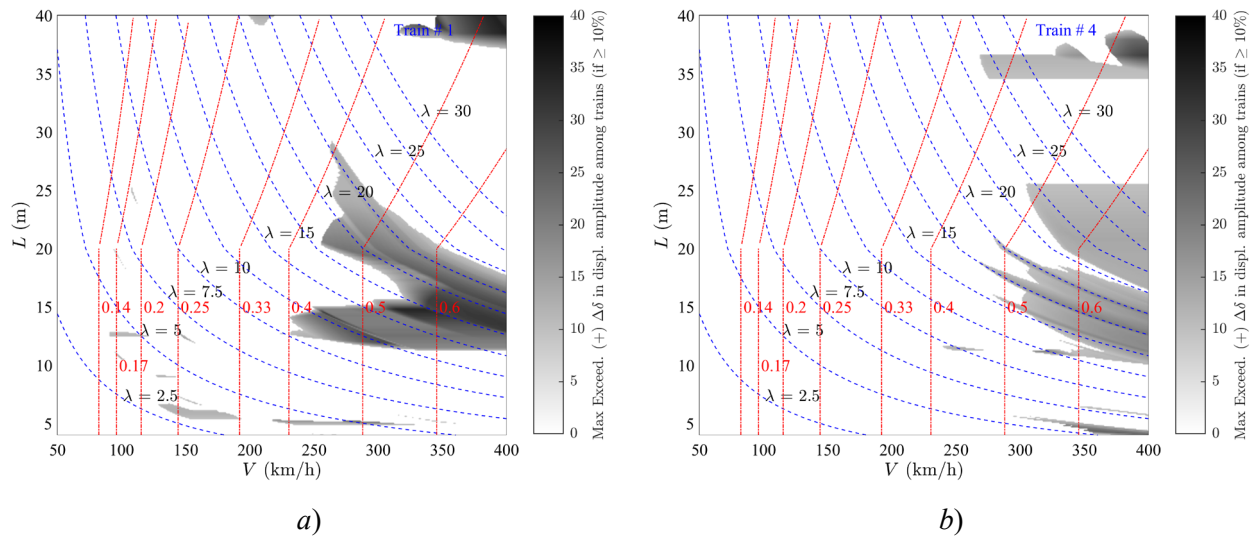 40
35
30
25
20
15
10
5
L (m)
50
100
150
200
250
300
350
400
V (km/h)
Train # 1
λ = 30
λ = 25
λ = 20
λ = 15
λ = 10
λ = 7.5
λ = 5
λ = 2.5
0.14
0.2
0.25
0.33
0.4
0.5
0.6
0.17
40
35
30
25
20
15
10
5
0
Max Exceed. (+) Δδ in displ. amplitude among trains (if ≥ 10%)
a)
40
35
30
25
20
15
10
5
L (m)
50
100
150
200
250
300
350
400
V (km/h)
Train # 4
λ = 30
λ = 25
λ = 20
λ = 15
λ = 10
λ = 7.5
λ = 5
λ = 2.5
0.14
0.2
0.25
0.33
0.4
0.5
0.6
0.17
40
35
30
25
20
15
10
5
0
Max Exceed. (+) Δδ in displ. amplitude among trains (if ≥ 10%)
b)